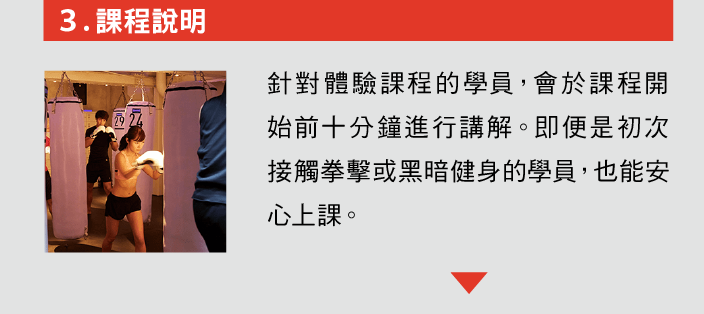 3.課程說明
針對體驗課程的學員，會於課程開
始前十分鐘進行講解。即便是初次
接觸拳擊或黑暗健身的學員，也能安
心上課。
29
24